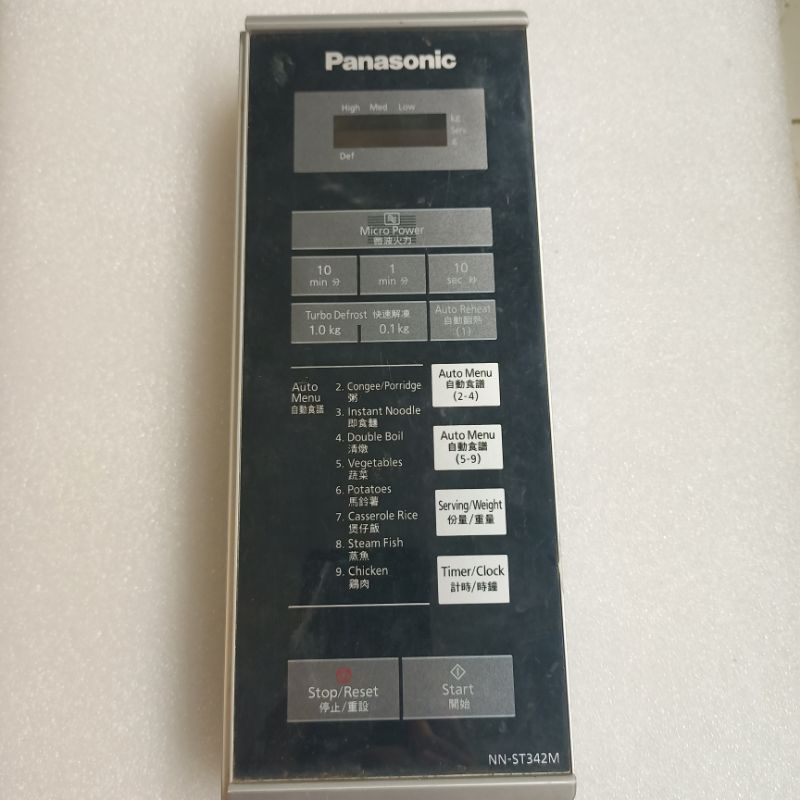 Panasonic
High Med Low
kg
Serv
g
Def
Micro Power
微波火力
10 1 10
min 分 min 分 sec 秒
Turbo Defrost 快速解凍
1.0 kg 0.1 kg
Auto Reheat
自動翻熱
(1)
Auto
Menu
自動食譜
2. Congee/Porridge
粥
3. Instant Noodle
即食麵
4. Double Boil
清燉
5. Vegetables
蔬菜
6. Potatoes
馬鈴薯
7. Casserole Rice
煲仔飯
8. Steam Fish
蒸魚
9. Chicken
鷄肉
Auto Menu
自動食譜
(2-4)
Auto Menu
自動食譜
(5-9)
Serving/Weight
份量/重量
Timer/Clock
計時/時鐘
Stop/Reset
停止/重設
Start
開始
NN-ST342M